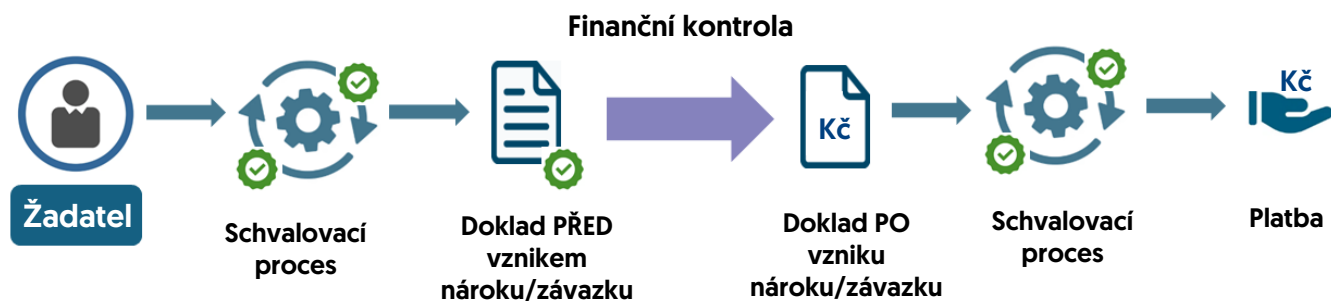 Finanční kontrola
Kč
Kč
Žadatel
Schvalovací
proces
Doklad PŘED
vznikem
nároku/závazku
Doklad PO
vzniku
nároku/závazku
Schvalovací
proces
Platba